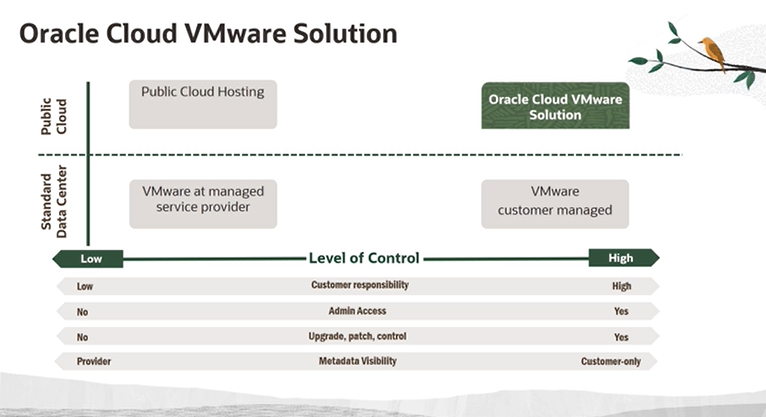 Oracle Cloud VMware Solution
Public
Cloud
Public Cloud Hosting
Oracle Cloud VMware
Solution
Standard
Data Center
VMware at managed
service provider
VMware
customer managed
Low
Level of Control
High
Low
Customer responsibility
High
No
Admin Access
Yes
No
Upgrade, patch, control
Yes
Provider
Metadata Visibility
Customer-only